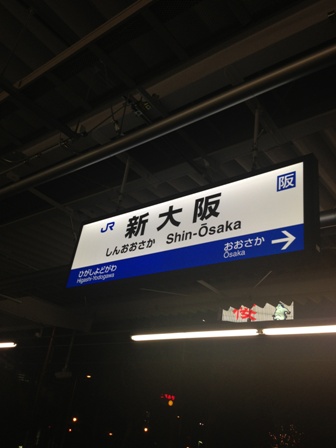 阪
JR 新大阪
しんおおさか Shin-Ōsaka
ひがしよどがわ
Higashi-Yodogawa
おおさか
Ōsaka